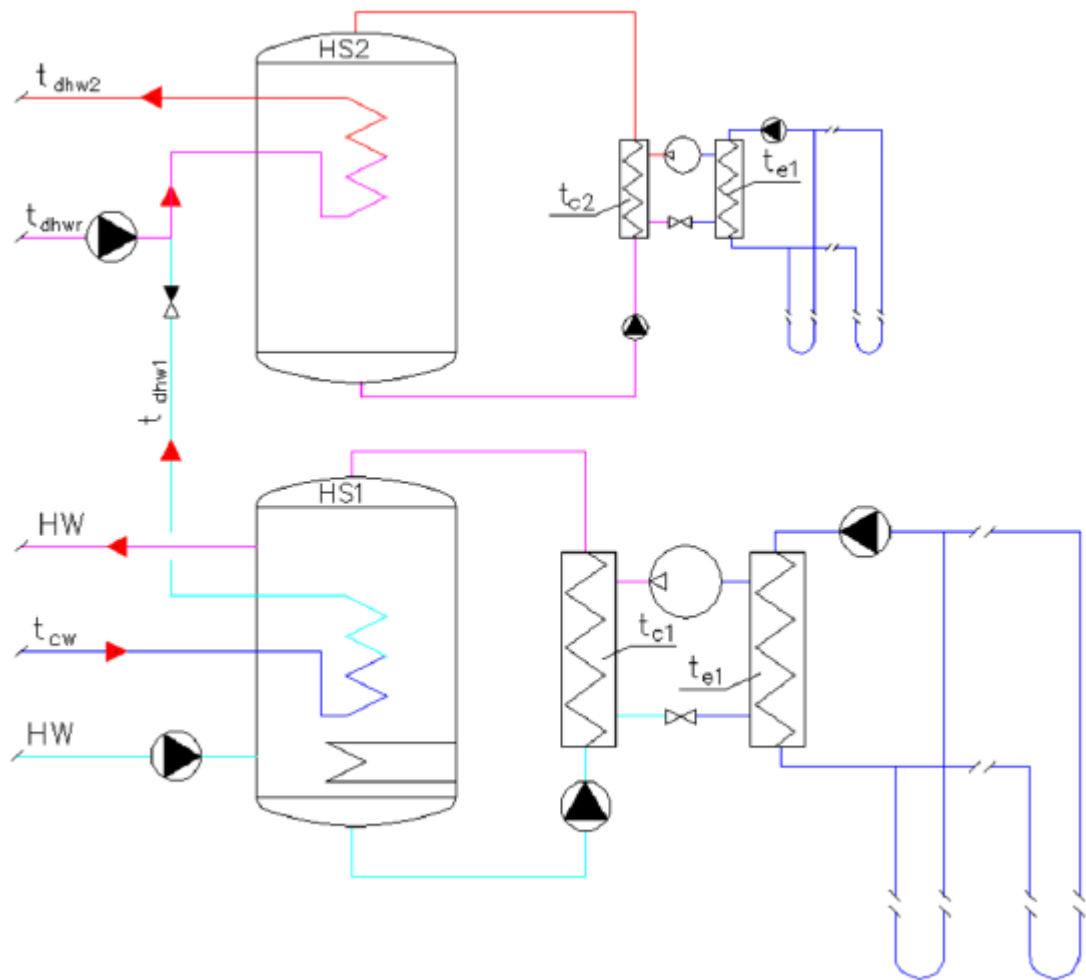 HS2
t dhw2
t e1
t c2
t dhwr
t dhw1
HS1
HW
t c1
t cw
t e1
HW